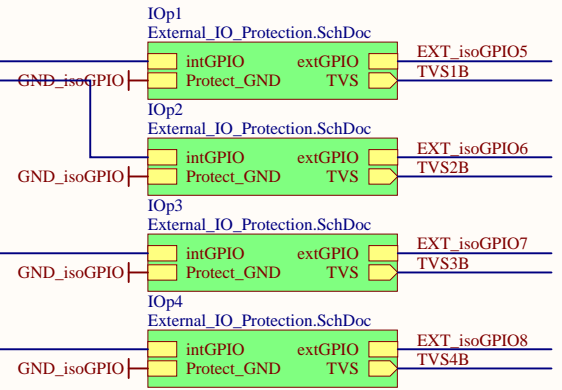 IOp1
External_IO_Protection.SchDoc
intGPIO extGPIO EXT_isoGPIO5
GND_isoGPIO Protect_GND TVS TVS1B
IOp2
External_IO_Protection.SchDoc
intGPIO extGPIO EXT_isoGPIO6
GND_isoGPIO Protect_GND TVS TVS2B
IOp3
External_IO_Protection.SchDoc
intGPIO extGPIO EXT_isoGPIO7
GND_isoGPIO Protect_GND TVS TVS3B
IOp4
External_IO_Protection.SchDoc
intGPIO extGPIO EXT_isoGPIO8
GND_isoGPIO Protect_GND TVS TVS4B